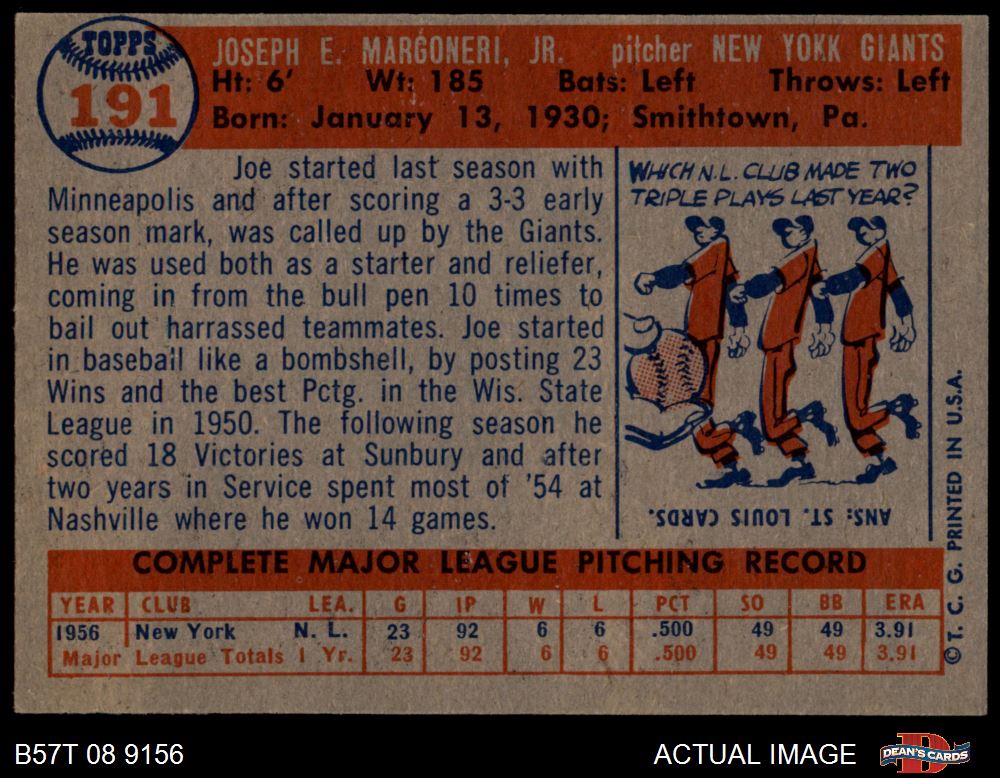 TOPPS
191
JOSEPH E. MARGONERI, JR. pitcher NEW YORK GIANTS
Ht: 6' Wt: 185 Bats: Left Throws: Left
Born: January 13, 1930; Smithtown, Pa.
Joe started last season with
Minneapolis and after scoring a 3-3 early
season mark, was called up by the Giants.
He was used both as a starter and reliefer,
coming in from the bull pen 10 times to
bail out harrassed teammates. Joe started
in baseball like a bombshell, by posting 23
Wins and the best Pctg. in the Wis. State
League in 1950. The following season he
scored 18 Victories at Sunbury and after
two years in Service spent most of '54 at
Nashville where he won 14 games.
WHICH N.L. CLUB MADE TWO
TRIPLE PLAYS LAST YEAR?
ANS: ST. LOUIS CARDS.
COMPLETE MAJOR LEAGUE PITCHING RECORD
YEAR CLUB LEA. G IP W L PCT SO BB ERA
1956 New York N. L. 23 92 6 6 .500 49 49 3.91
Major League Totals 1 Yr. 23 92 6 6 .500 49 49 3.91
© T. C. G. PRINTED IN U.S.A.
B57T 08 9156
ACTUAL IMAGE
DEAN'S CARDS